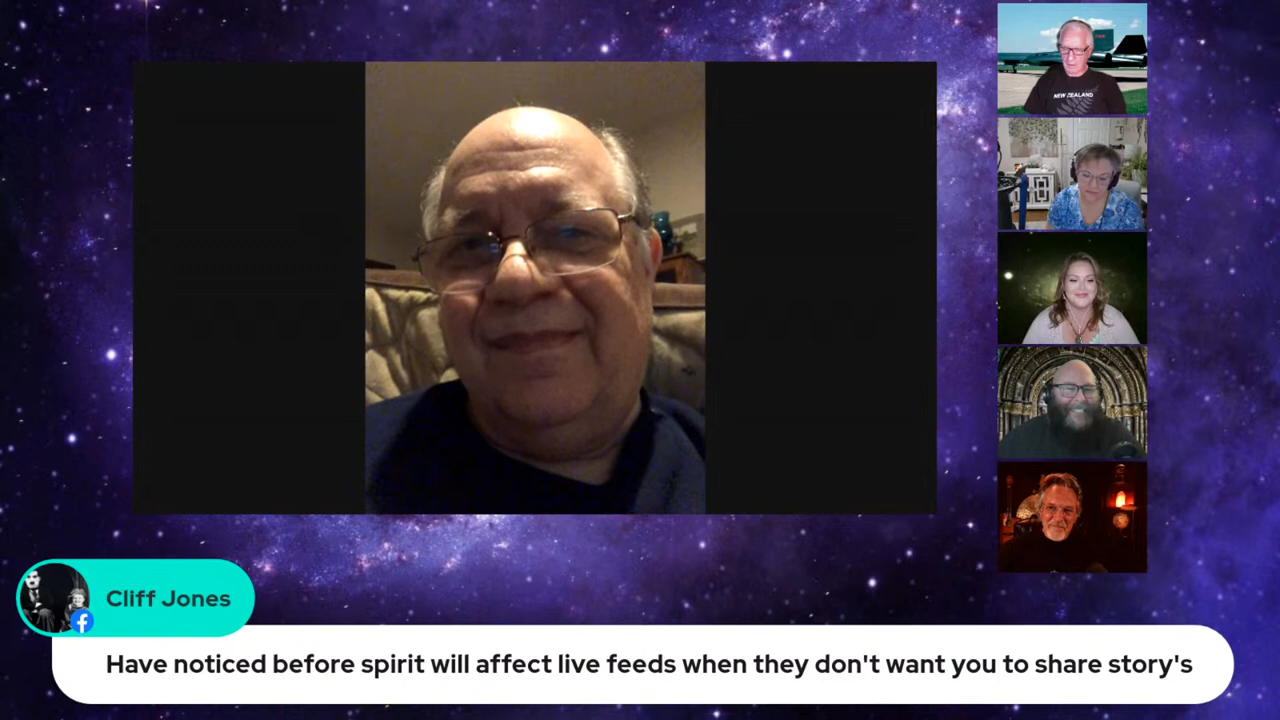 NEW ZEALAND
Cliff Jones
Have noticed before spirit will affect live feeds when they don't want you to share story's